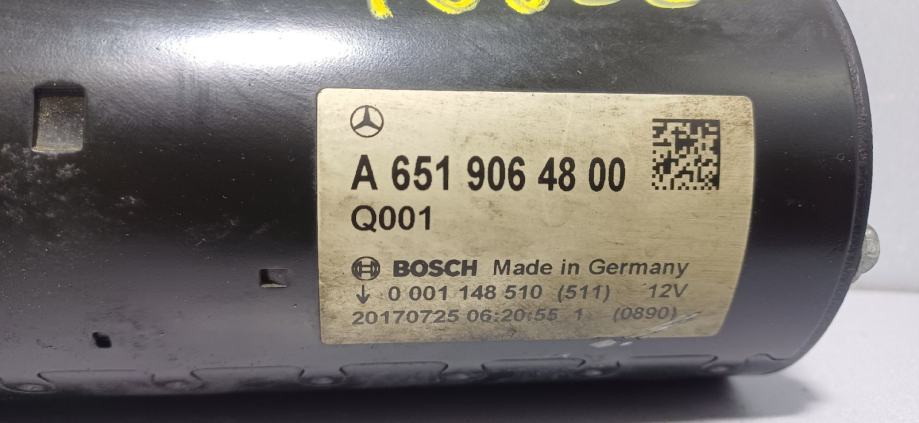 A 651 906 48 00
Q001
BOSCH Made in Germany
↓ 0 001 148 510 (511) 12V
20170725 06:20:55 1 (0890)